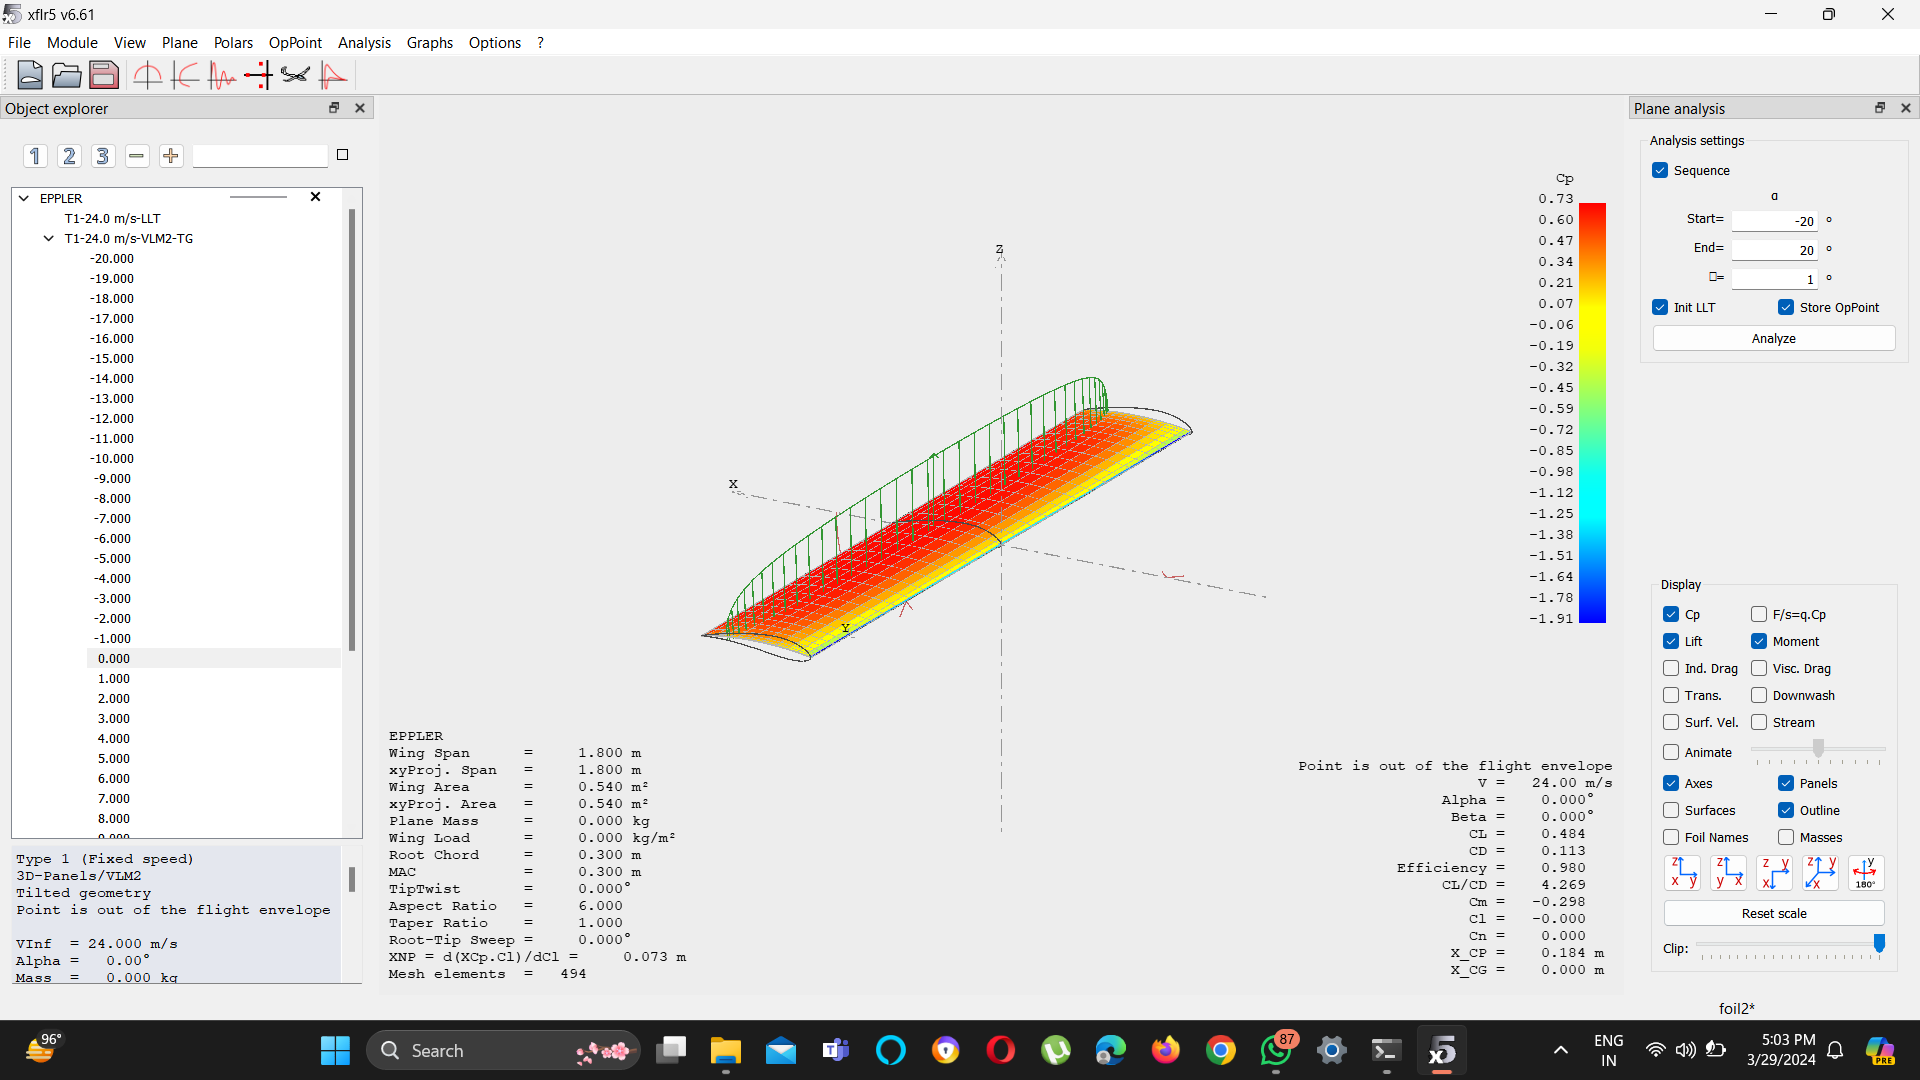 xflr5 v6.61
File Module View Plane Polars OpPoint Analysis Graphs Options ?
Object explorer
1 2 3
EPPLER
T1-24.0 m/s-LLT
T1-24.0 m/s-VLM2-TG
-20.000
-19.000
-18.000
-17.000
-16.000
-15.000
-14.000
-13.000
-12.000
-11.000
-10.000
-9.000
-8.000
-7.000
-6.000
-5.000
-4.000
-3.000
-2.000
-1.000
0.000
1.000
2.000
3.000
4.000
5.000
6.000
7.000
8.000
9.000
Type 1 (Fixed speed)
3D-Panels/VLM2
Tilted geometry
Point is out of the flight envelope
VInf = 24.000 m/s
Alpha = 0.00°
Mass = 0.000 kg
Z
X
Y
EPPLER
Wing Span = 1.800 m
xyProj. Span = 1.800 m
Wing Area = 0.540 m²
xyProj. Area = 0.540 m²
Plane Mass = 0.000 kg
Wing Load = 0.000 kg/m²
Root Chord = 0.300 m
MAC = 0.300 m
TipTwist = 0.000°
Aspect Ratio = 6.000
Taper Ratio = 1.000
Root-Tip Sweep = 0.000°
XNP = d(XCp.Cl)/dCl = 0.073 m
Mesh elements = 494
Cp
0.73
0.60
0.47
0.34
0.21
0.07
-0.06
-0.19
-0.32
-0.45
-0.59
-0.72
-0.85
-0.98
-1.12
-1.25
-1.38
-1.51
-1.64
-1.78
-1.91
Point is out of the flight envelope
V = 24.00 m/s
Alpha = 0.000°
Beta = 0.000°
CL = 0.484
CD = 0.113
Efficiency = 0.980
CL/CD = 4.269
Cm = -0.298
Cl = -0.000
Cn = 0.000
X_CP = 0.184 m
X_CG = 0.000 m
Plane analysis
Analysis settings
Sequence
α
Start= -20 °
End= 20 °
□= 1 °
Init LLT Store OpPoint
Analyze
Display
Cp F/s=q.Cp
Lift Moment
Ind. Drag Visc. Drag
Trans. Downwash
Surf. Vel. Stream
Animate
Axes Panels
Surfaces Outline
Foil Names Masses
z x y z y x z y x z y x y 180°
Reset scale
Clip:
foil2*
96°
Search
87
ENG
IN
5:03 PM
3/29/2024
PRE